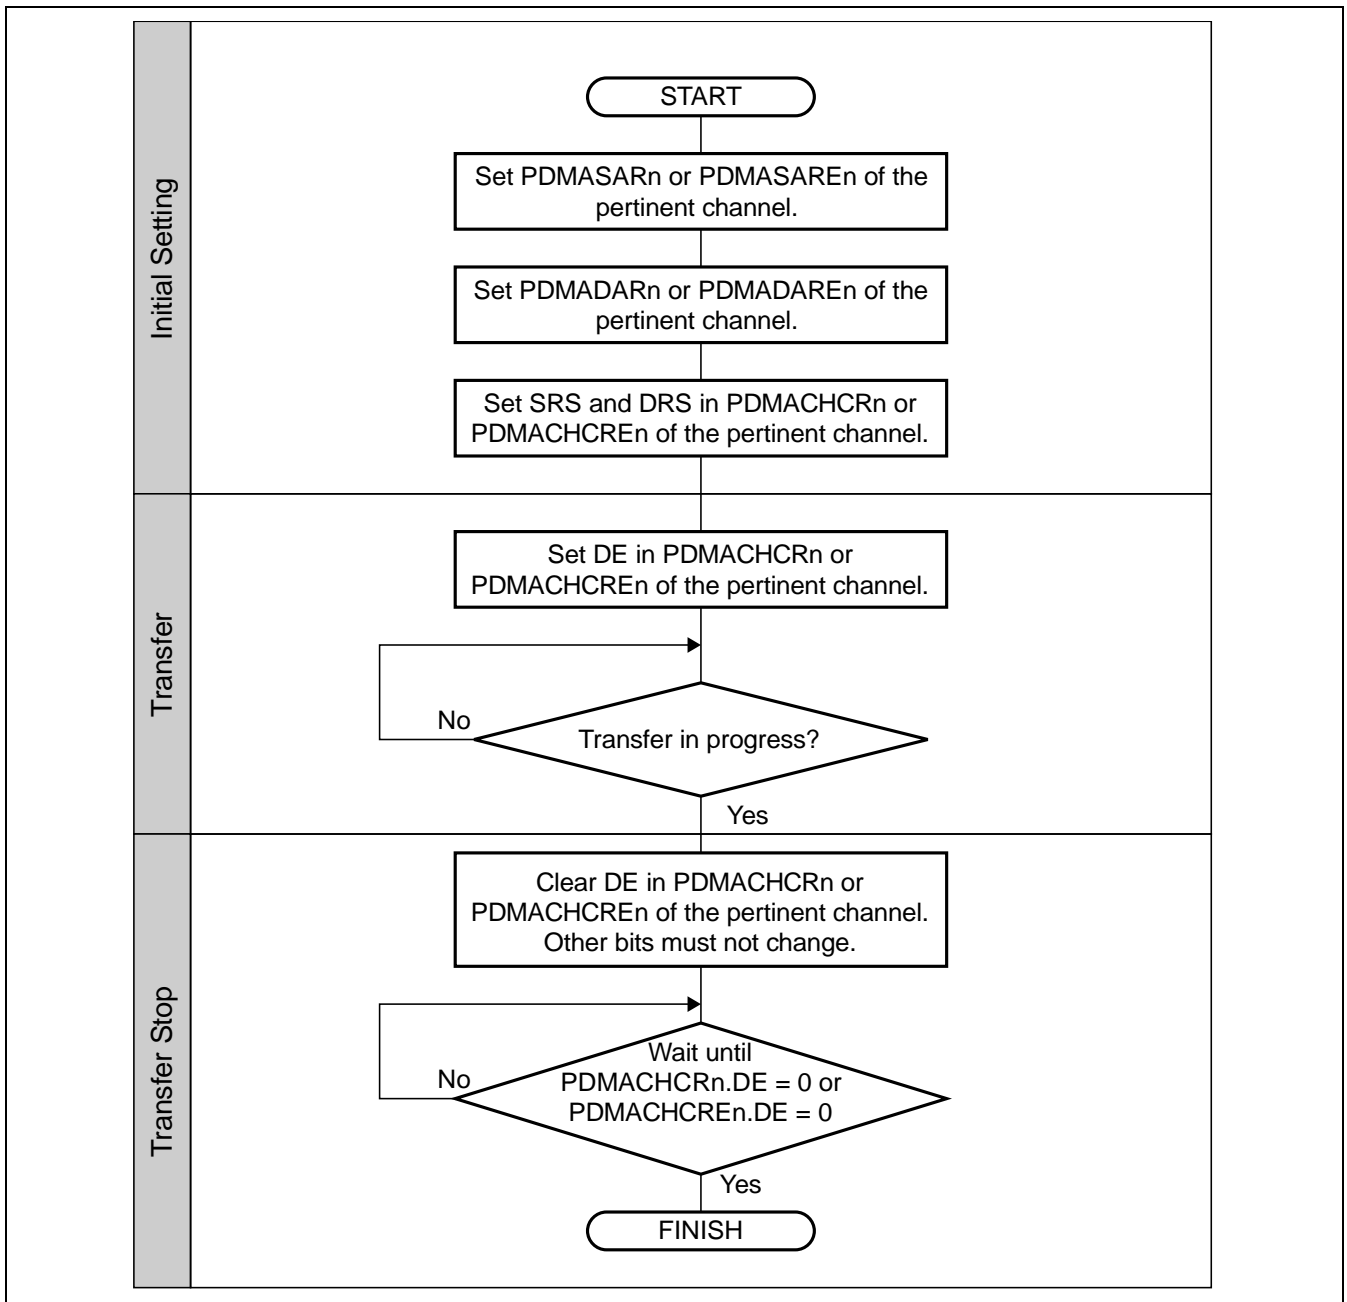 Initial Setting
START
Set PDMASARn or PDMASAREn of the
pertinent channel.
Set PDMADARn or PDMADAREn of the
pertinent channel.
Set SRS and DRS in PDMACHCRn or
PDMACHCREn of the pertinent channel.
Transfer
Set DE in PDMACHCRn or
PDMACHCREn of the pertinent channel.
No
Transfer in progress?
Yes
Transfer Stop
Clear DE in PDMACHCRn or
PDMACHCREn of the pertinent channel.
Other bits must not change.
No
Wait until
PDMACHCRn.DE = 0 or
PDMACHCREn.DE = 0
Yes
FINISH